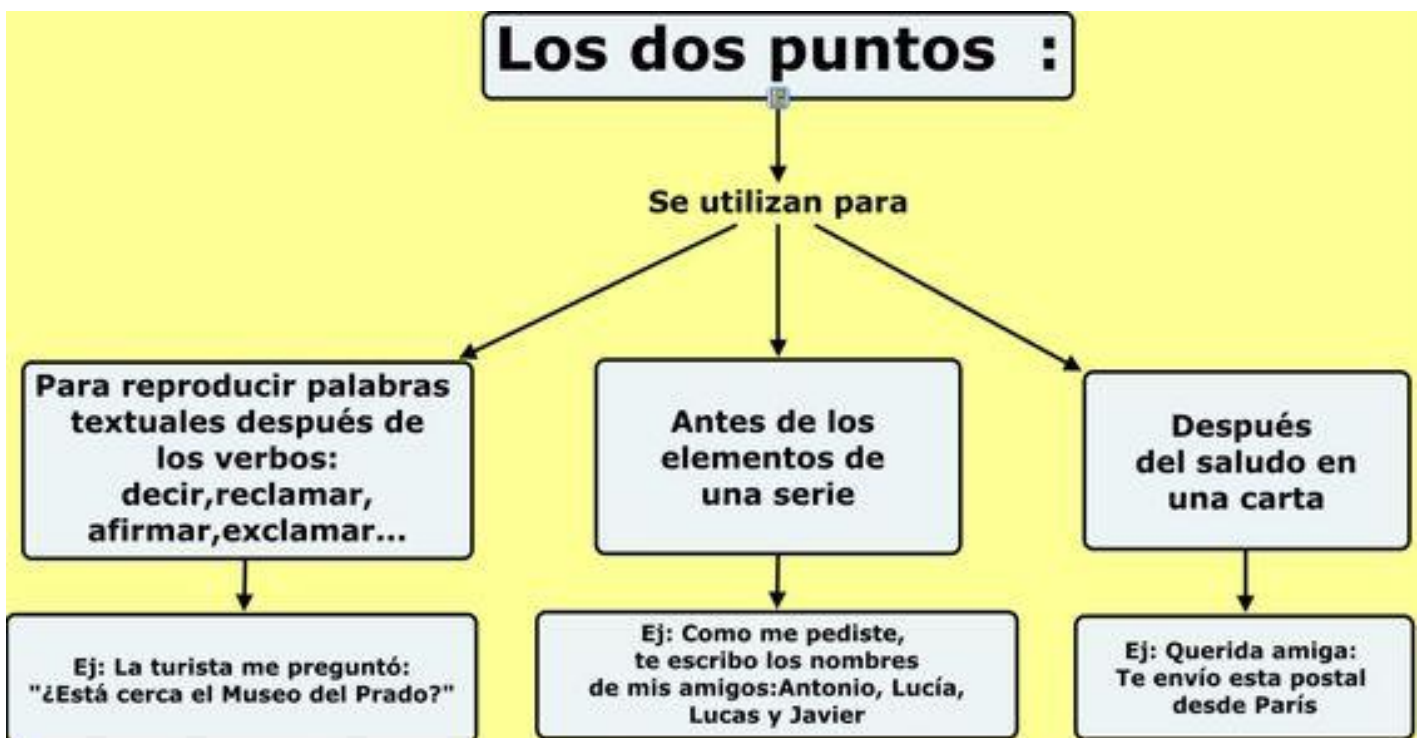 Los dos puntos :
Se utilizan para
Para reproducir palabras
textuales después de
los verbos:
decir,reclamar,
afirmar,exclamar...
Antes de los
elementos de
una serie
Después
del saludo en
una carta
Ej: La turista me preguntó:
"¿Está cerca el Museo del Prado?"
Ej: Como me pediste,
te escribo los nombres
de mis amigos:Antonio, Lucía,
Lucas y Javier
Ej: Querida amiga:
Te envío esta postal
desde París